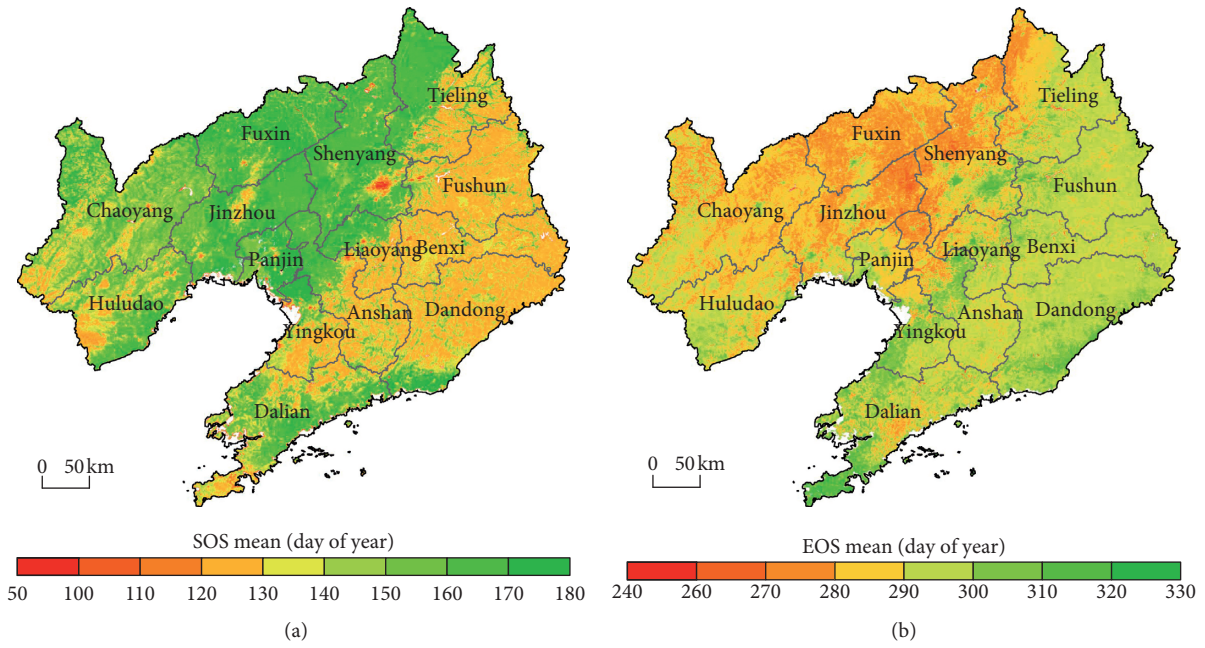 Tieling
Fuxin
Shenyang
Fushun
Chaoyang
Jinzhou
Liaoyang
Benxi
Panjin
Huludao
Anshan
Dandong
Yingkou
Dalian
0 50 km
SOS mean (day of year)
50 100 110 120 130 140 150 160 170 180
(a)
Tieling
Fuxin
Shenyang
Fushun
Chaoyang
Jinzhou
Liaoyang
Benxi
Panjin
Huludao
Anshan
Dandong
Yingkou
Dalian
0 50 km
EOS mean (day of year)
240 260 270 280 290 300 310 320 330
(b)